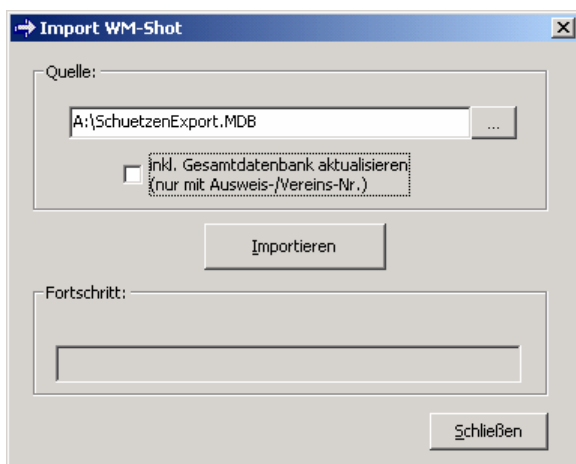 Import WM-Shot
Quelle:
A:\SchuetzenExport.MDB
...
inkl. Gesamtdatenbank aktualisieren
(nur mit Ausweis-/Vereins-Nr.)
Importieren
Fortschritt:
Schließen